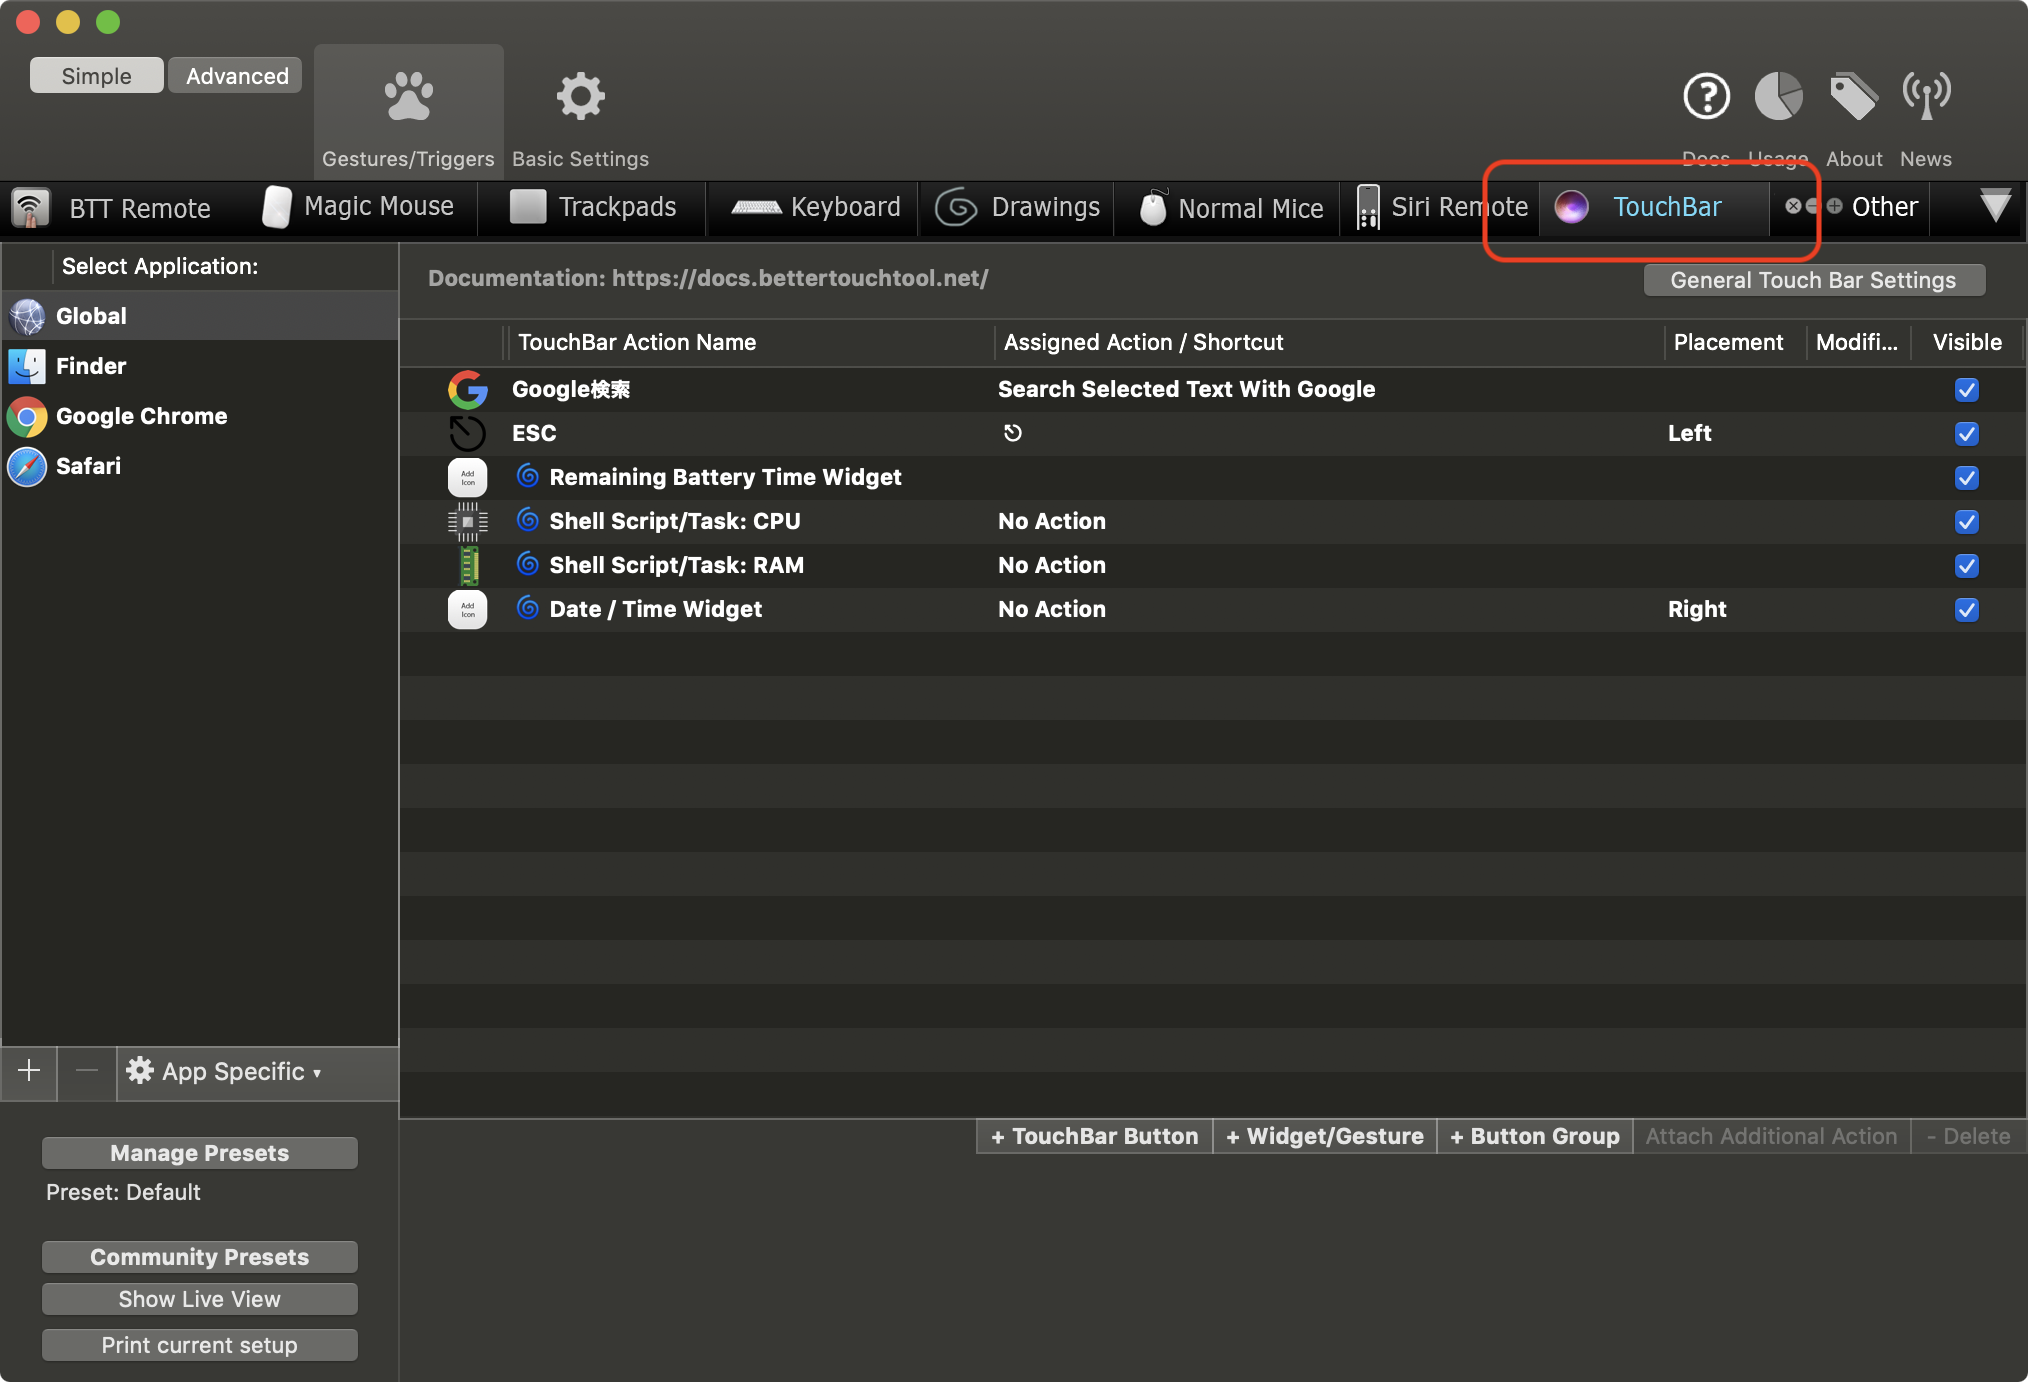 Simple
Advanced
Gestures/Triggers
Basic Settings
Docs
Usage
About
News
BTT Remote
Magic Mouse
Trackpads
Keyboard
Drawings
Normal Mice
Siri Remote
TouchBar
Other
Select Application:
Global
Finder
Google Chrome
Safari
Documentation: https://docs.bettertouchtool.net/
General Touch Bar Settings
TouchBar Action Name
Assigned Action / Shortcut
Placement
Modifi...
Visible
Google検索
Search Selected Text With Google
ESC
Left
Add
Icon
Remaining Battery Time Widget
Shell Script/Task: CPU
No Action
Shell Script/Task: RAM
No Action
Add
Icon
Date / Time Widget
No Action
Right
App Specific
+ TouchBar Button
+ Widget/Gesture
+ Button Group
Attach Additional Action
- Delete
Manage Presets
Preset: Default
Community Presets
Show Live View
Print current setup